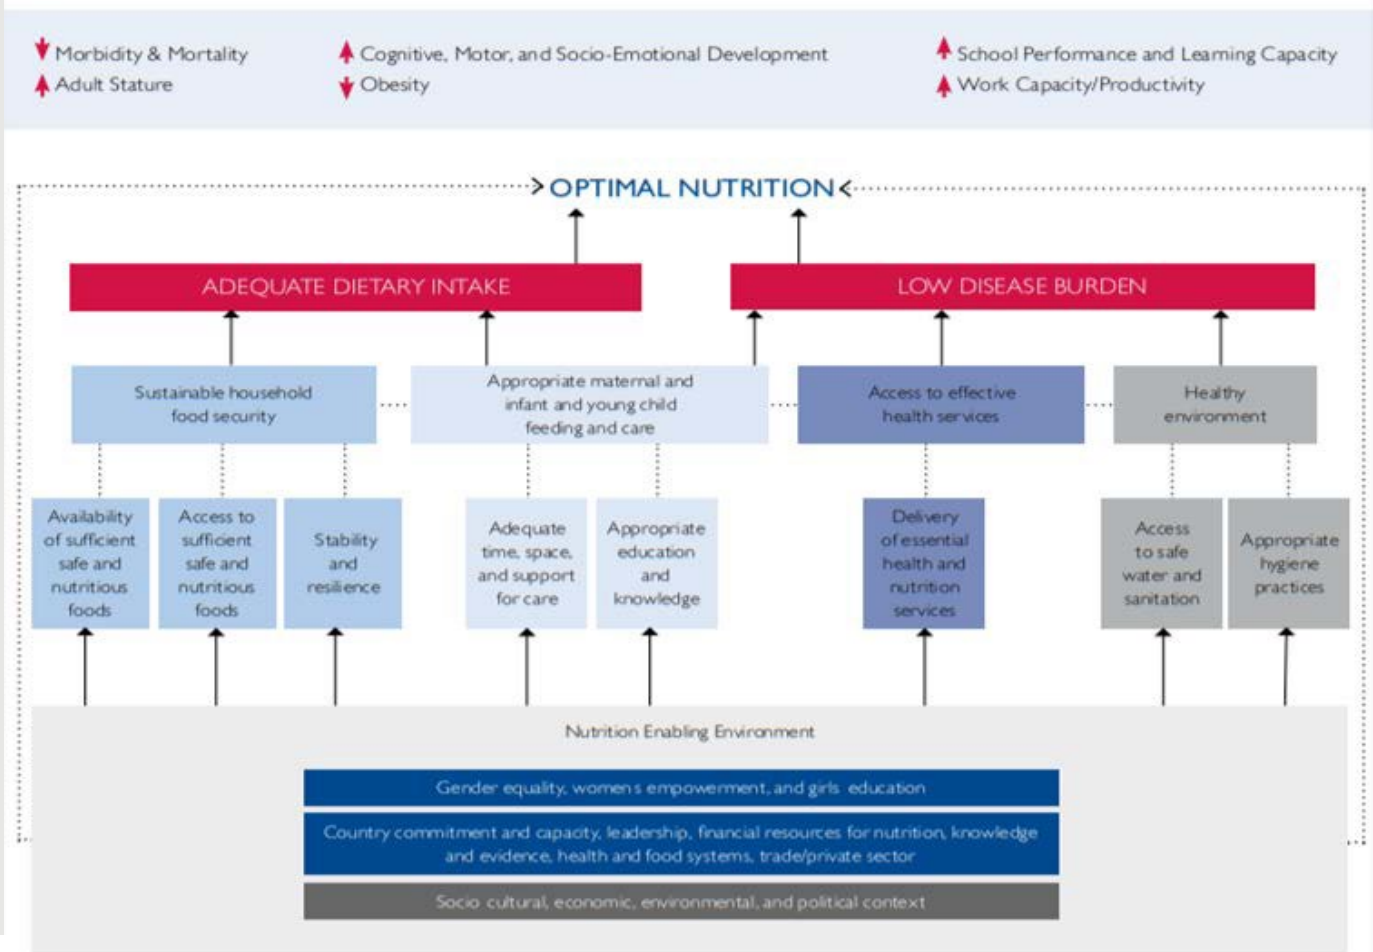 Morbidity & Mortality
Adult Stature
Cognitive, Motor, and Socio-Emotional Development
Obesity
School Performance and Learning Capacity
Work Capacity/Productivity
OPTIMAL NUTRITION
ADEQUATE DIETARY INTAKE
LOW DISEASE BURDEN
Sustainable household
food security
Appropriate maternal and
infant and young child
feeding and care
Access to effective
health services
Healthy
environment
Availability
of sufficient
safe and
nutritious
foods
Access to
sufficient
safe and
nutritious
foods
Stability
and
resilience
Adequate
time, space,
and support
for care
Appropriate
education
and
knowledge
Delivery
of essential
health and
nutrition
services
Access
to safe
water and
sanitation
Appropriate
hygiene
practices
Nutrition Enabling Environment
Gender equality, women s empowerment, and girls education
Country commitment and capacity, leadership, financial resources for nutrition, knowledge
and evidence, health and food systems, trade/private sector
Socio cultural, economic, environmental, and political context